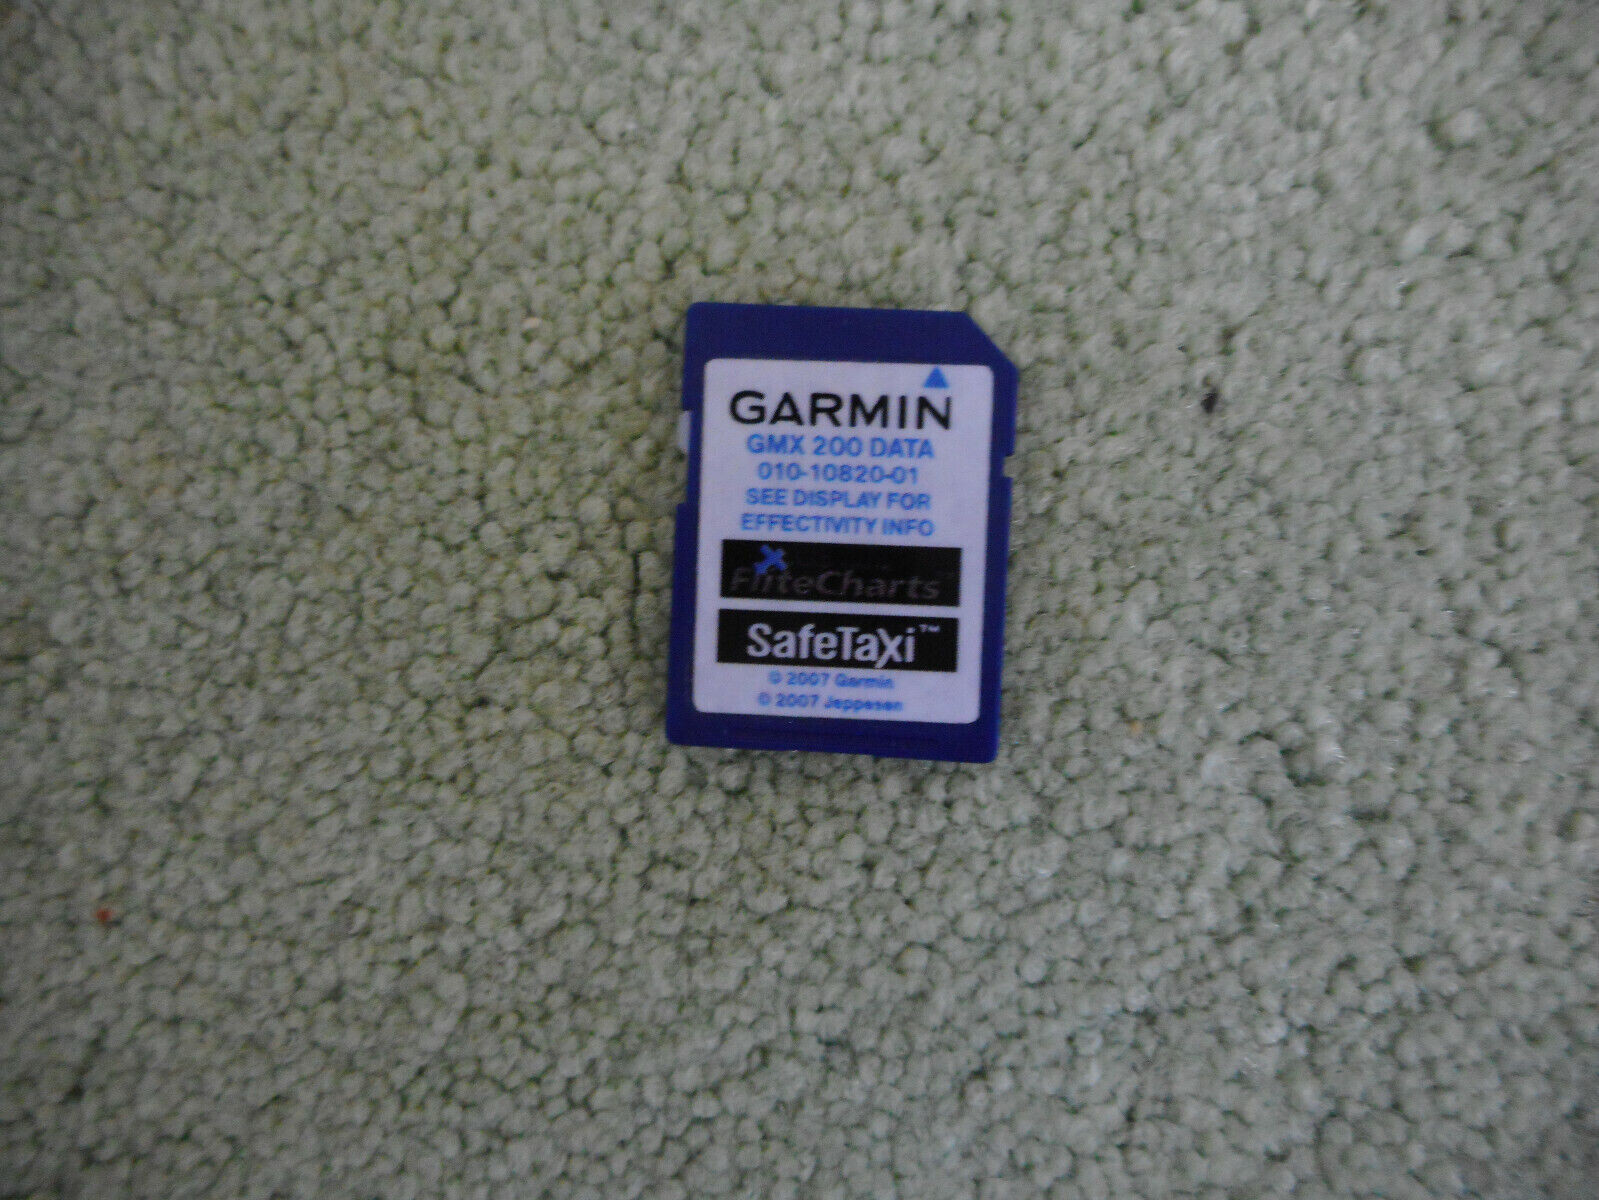 GARMIN
GMX 200 DATA
010-10820-01
SEE DISPLAY FOR
EFFECTIVITY INFO
FliteCharts
SafeTaxi™
© 2007 Garmin
© 2007 Jeppesen